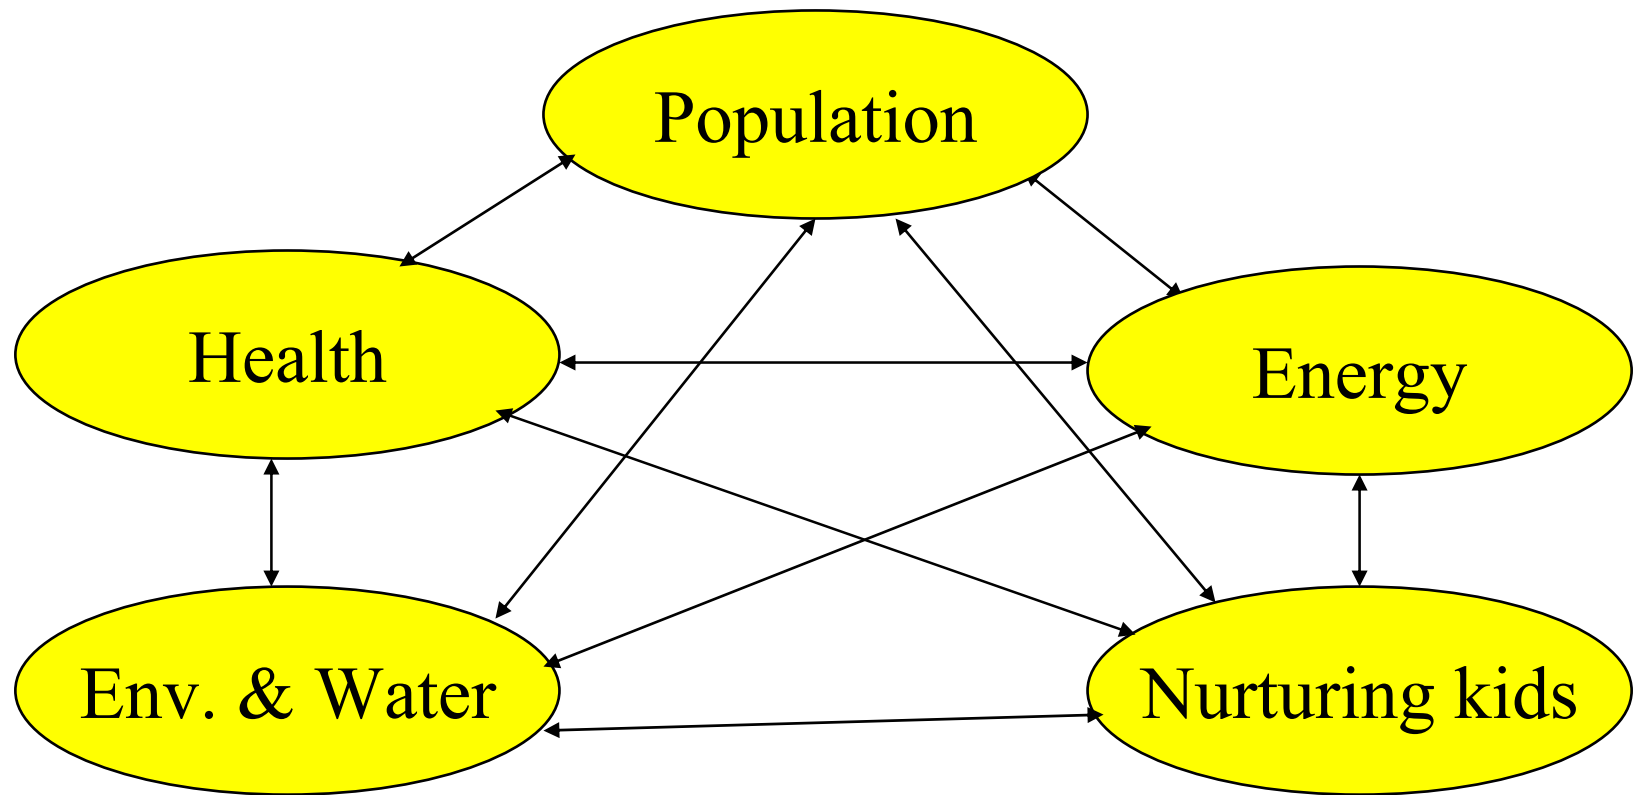 Population
Health
Energy
Env. & Water
Nurturing kids